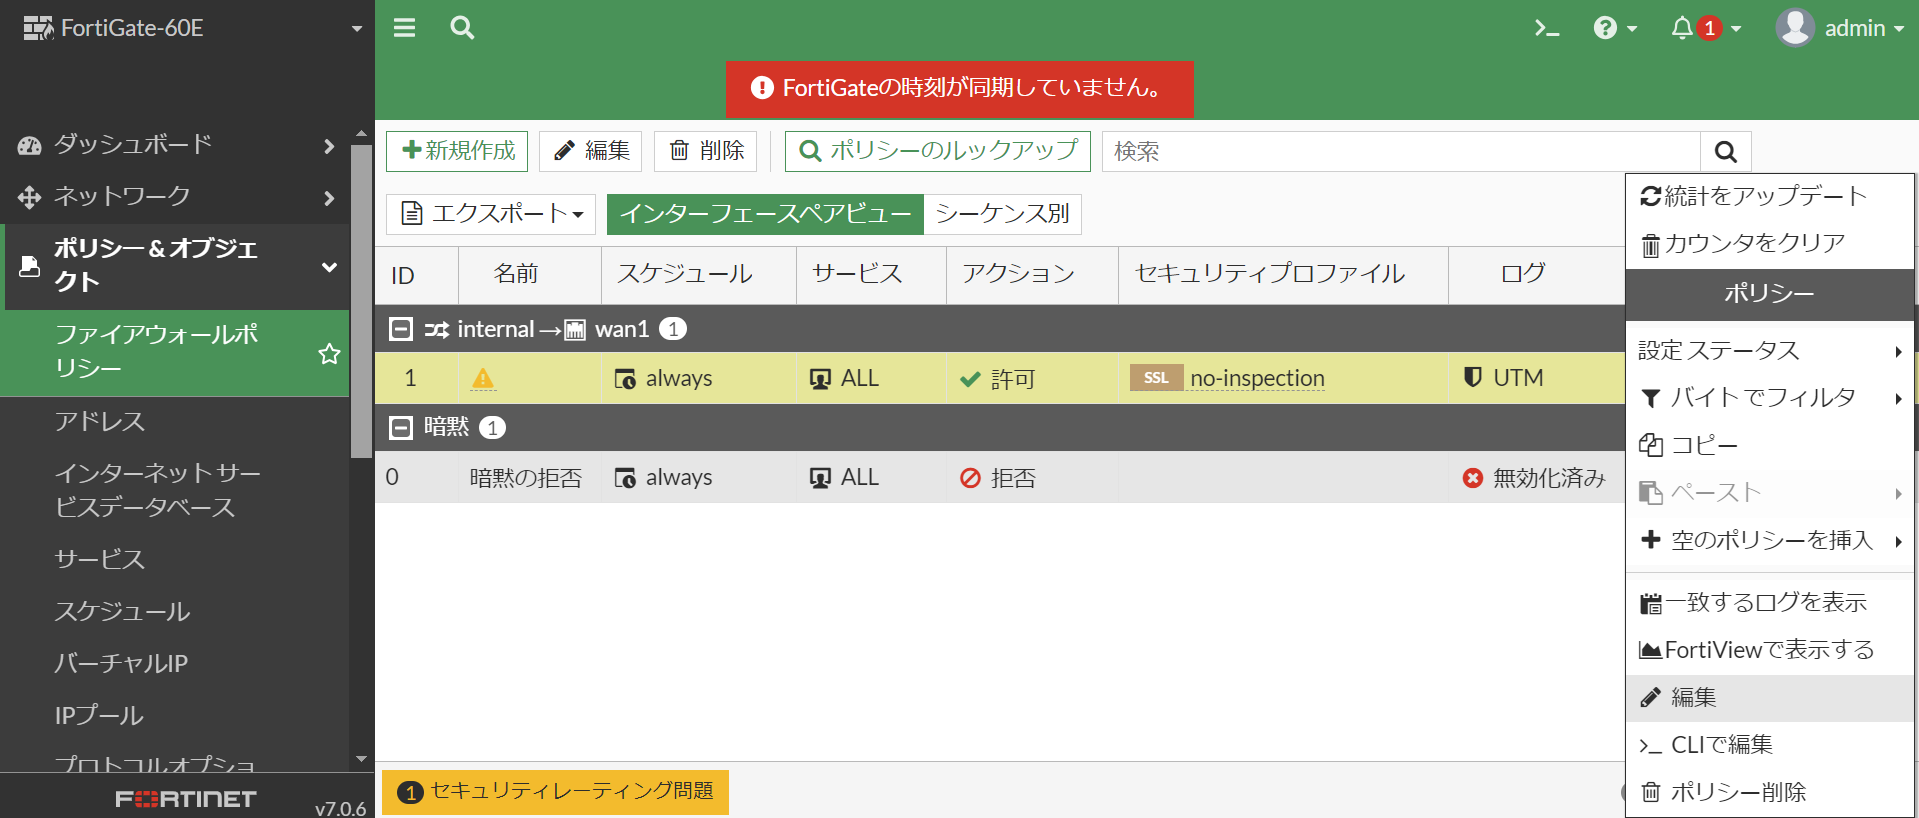 FortiGate-60E
1
admin
FortiGateの時刻が同期していません。
ダッシュボード
ネットワーク
ポリシー & オブジェ
クト
ファイアウォールポ
リシー
アドレス
インターネット サー
ビスデータベース
サービス
スケジュール
バーチャルIP
IPプール
プロトコルオプショ
FORTINET
v7.0.6
新規作成
編集
削除
ポリシーのルックアップ
検索
エクスポート
インターフェースペアビュー
シーケンス別
ID
名前
スケジュール
サービス
アクション
セキュリティプロファイル
ログ
internal→ wan1 1
1
always
ALL
許可
SSL no-inspection
UTM
暗黙 1
0
暗黙の拒否
always
ALL
拒否
無効化済み
1 セキュリティレーティング問題
統計をアップデート
カウンタをクリア
ポリシー
設定 ステータス
バイト でフィルタ
コピー
ペースト
空のポリシーを挿入
一致するログを表示
FortiViewで表示する
編集
CLIで編集
ポリシー削除